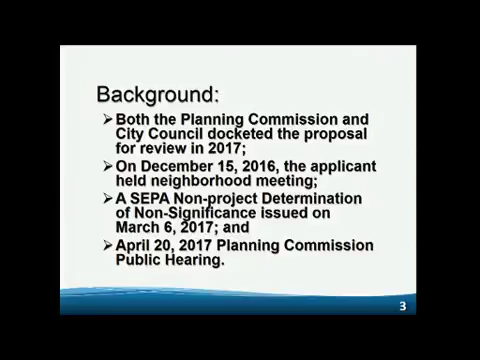 Background:
➢Both the Planning Commission and
City Council docketed the proposal
for review in 2017;
➢On December 15, 2016, the applicant
held neighborhood meeting;
➢A SEPA Non-project Determination
of Non-Significance issued on
March 6, 2017; and
➢April 20, 2017 Planning Commission
Public Hearing.
3